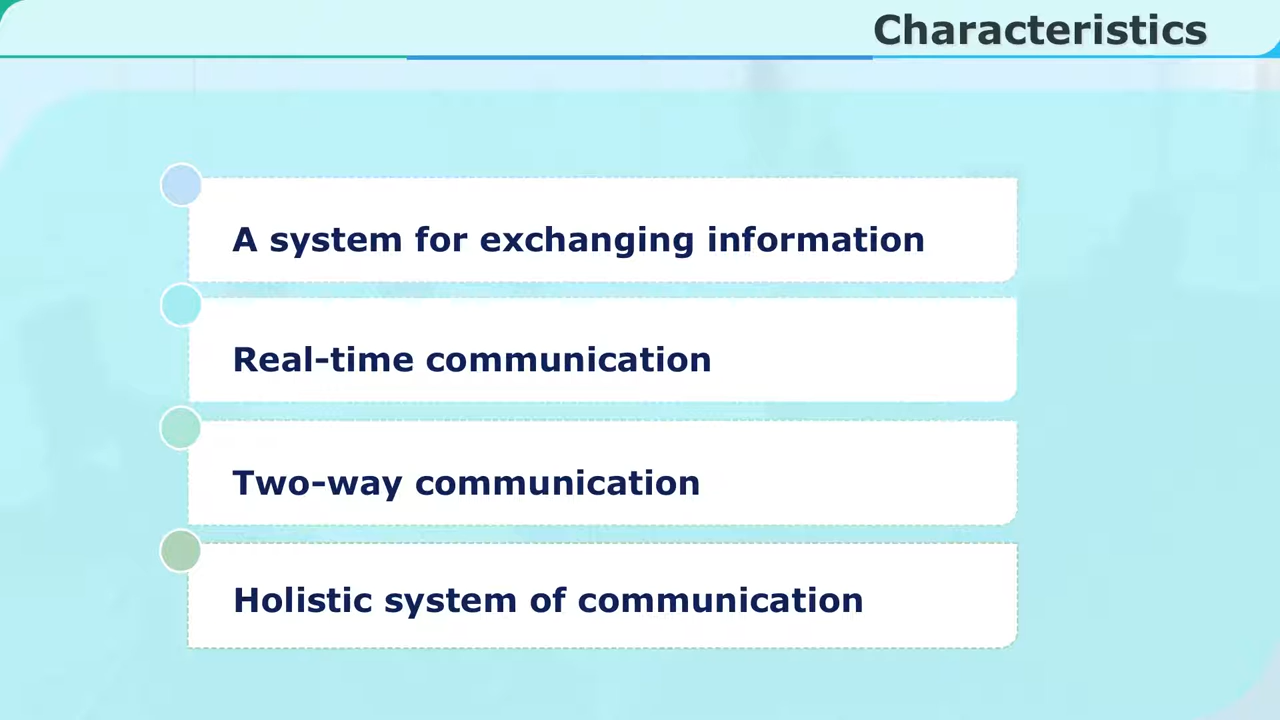 Characteristics
A system for exchanging information
Real-time communication
Two-way communication
Holistic system of communication